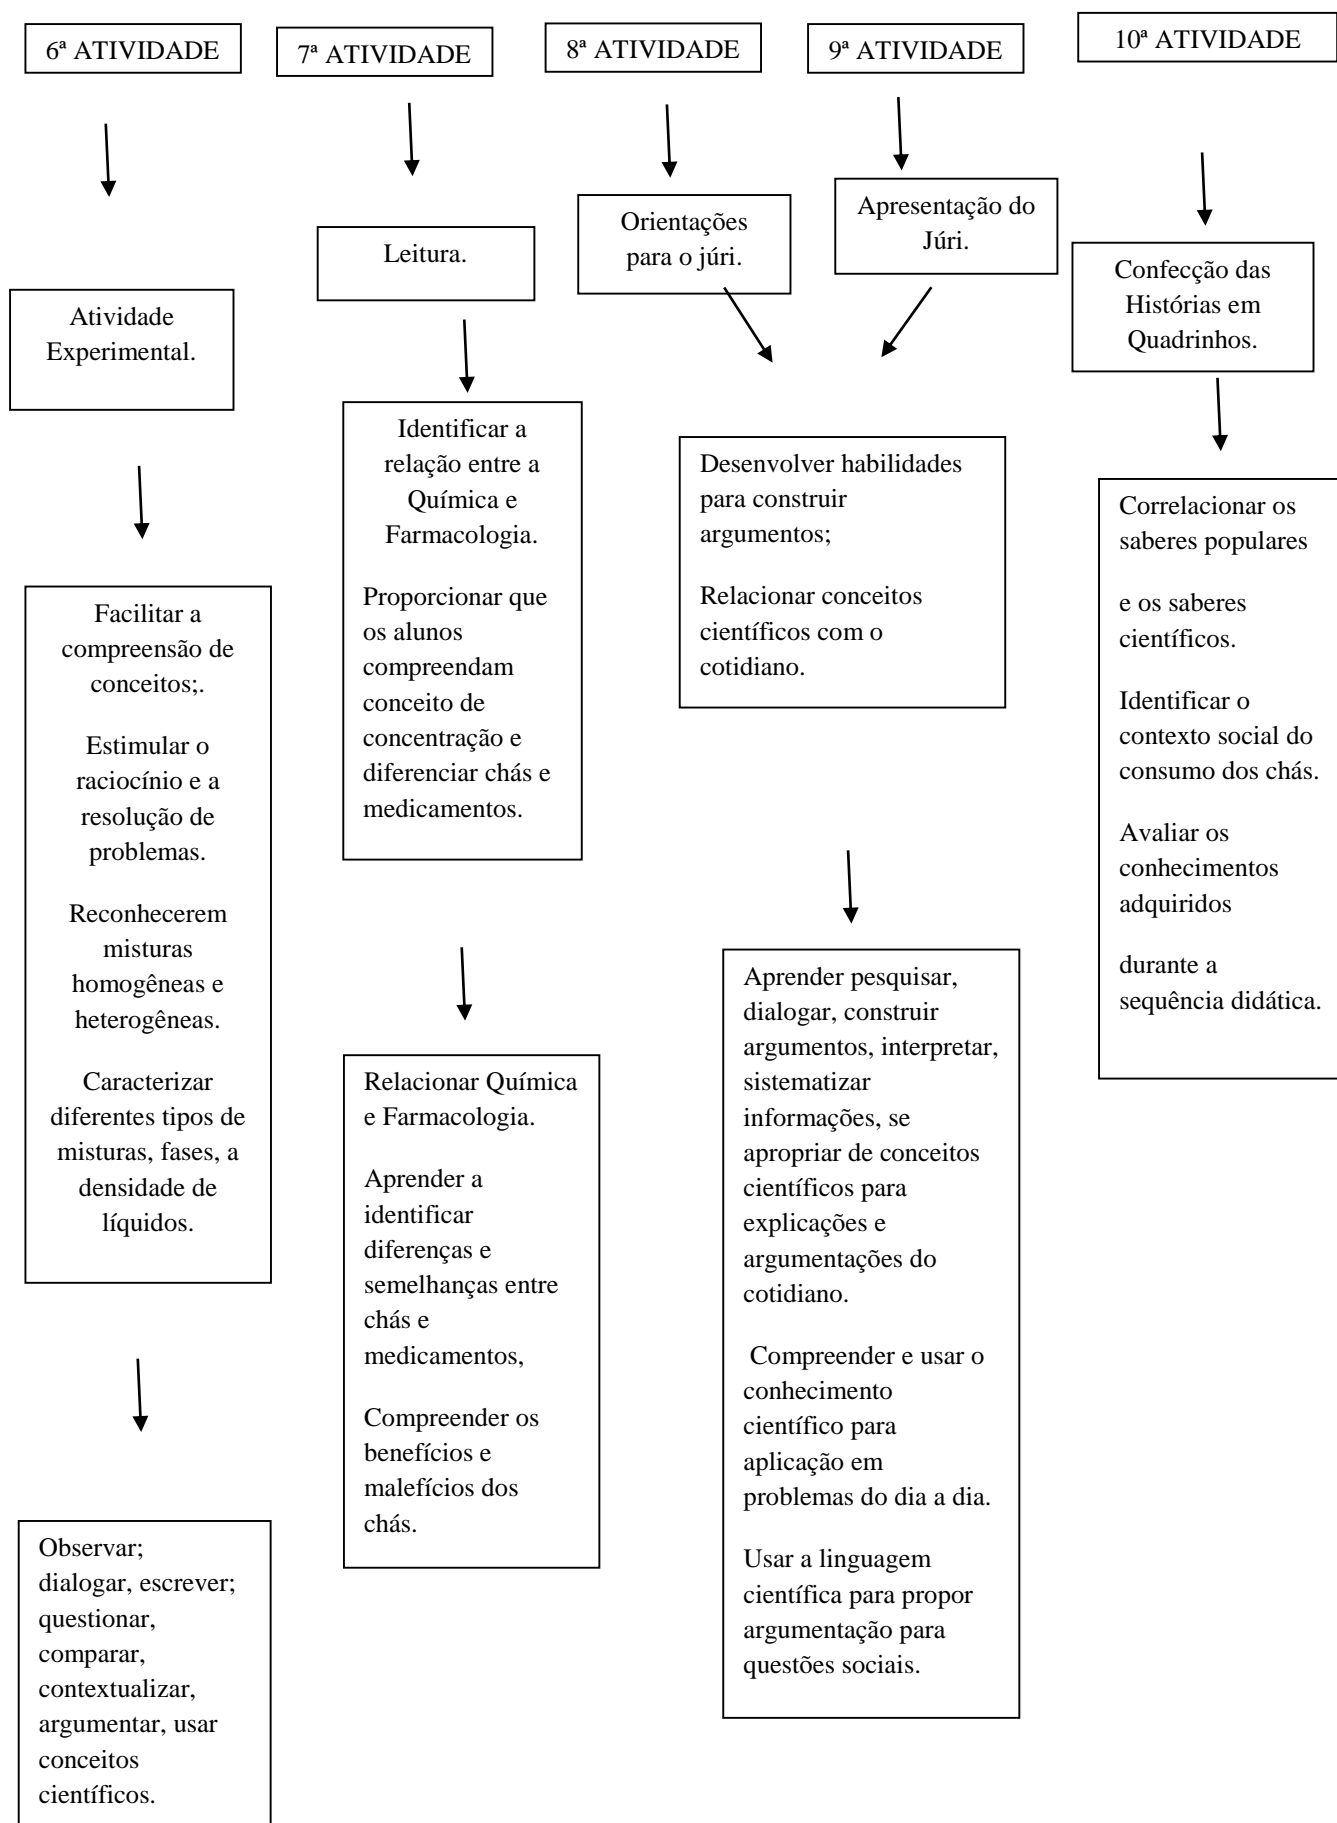 6ª ATIVIDADE
7ª ATIVIDADE
8ª ATIVIDADE
9ª ATIVIDADE
10ª ATIVIDADE
Atividade
Experimental.
Leitura.
Orientações
para o júri.
Apresentação do
Júri.
Confecção das
Histórias em
Quadrinhos.
Facilitar a
compreensão de
conceitos;.
Estimular o
raciocínio e a
resolução de
problemas.
Reconhecerem
misturas
homogêneas e
heterogêneas.
Caracterizar
diferentes tipos de
misturas, fases, a
densidade de
líquidos.
Identificar a
relação entre a
Química e
Farmacologia.
Proporcionar que
os alunos
compreendam
conceito de
concentração e
diferenciar chás e
medicamentos.
Desenvolver habilidades
para construir
argumentos;
Relacionar conceitos
científicos com o
cotidiano.
Correlacionar os
saberes populares
e os saberes
científicos.
Identificar o
contexto social do
consumo dos chás.
Avaliar os
conhecimentos
adquiridos
durante a
sequência didática.
Observar;
dialogar, escrever;
questionar,
comparar,
contextualizar,
argumentar, usar
conceitos
científicos.
Relacionar Química
e Farmacologia.
Aprender a
identificar
diferenças e
semelhanças entre
chás e
medicamentos,
Compreender os
benefícios e
malefícios dos
chás.
Aprender pesquisar,
dialogar, construir
argumentos, interpretar,
sistematizar
informações, se
apropriar de conceitos
científicos para
explicações e
argumentações do
cotidiano.
Compreender e usar o
conhecimento
científico para
aplicação em
problemas do dia a dia.
Usar a linguagem
científica para propor
argumentação para
questões sociais.